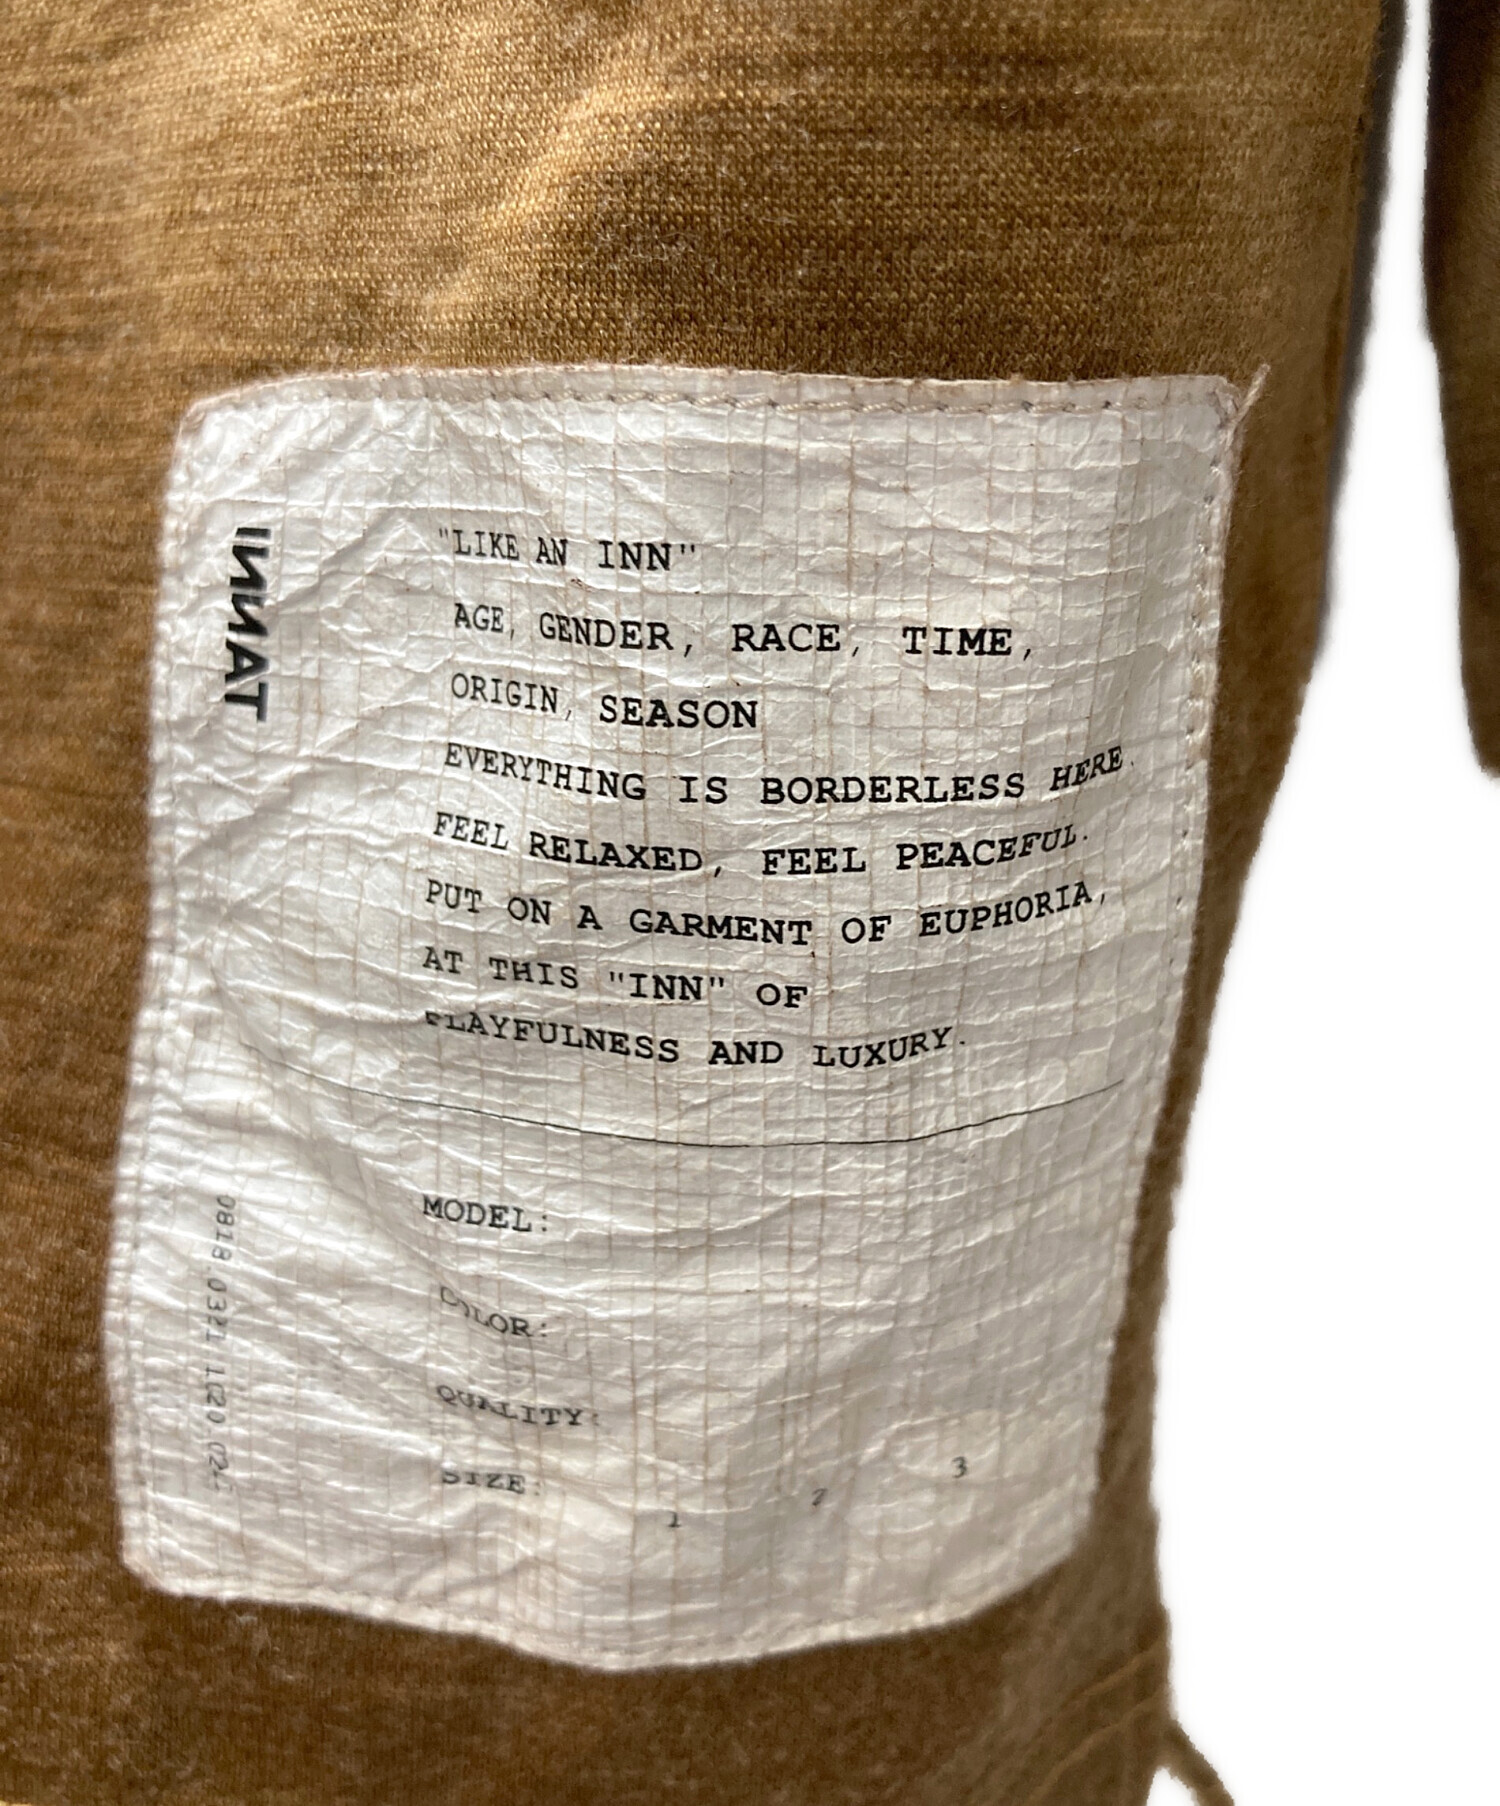 INNAT
"LIKE AN INN"
AGE, GENDER, RACE, TIME,
ORIGIN, SEASON
EVERYTHING IS BORDERLESS HERE.
FEEL RELAXED, FEEL PEACEFUL.
PUT ON A GARMENT OF EUPHORIA,
AT THIS "INN" OF
PLAYFULNESS AND LUXURY.
MODEL:
COLOR:
QUALITY:
SIZE: 1 2 3